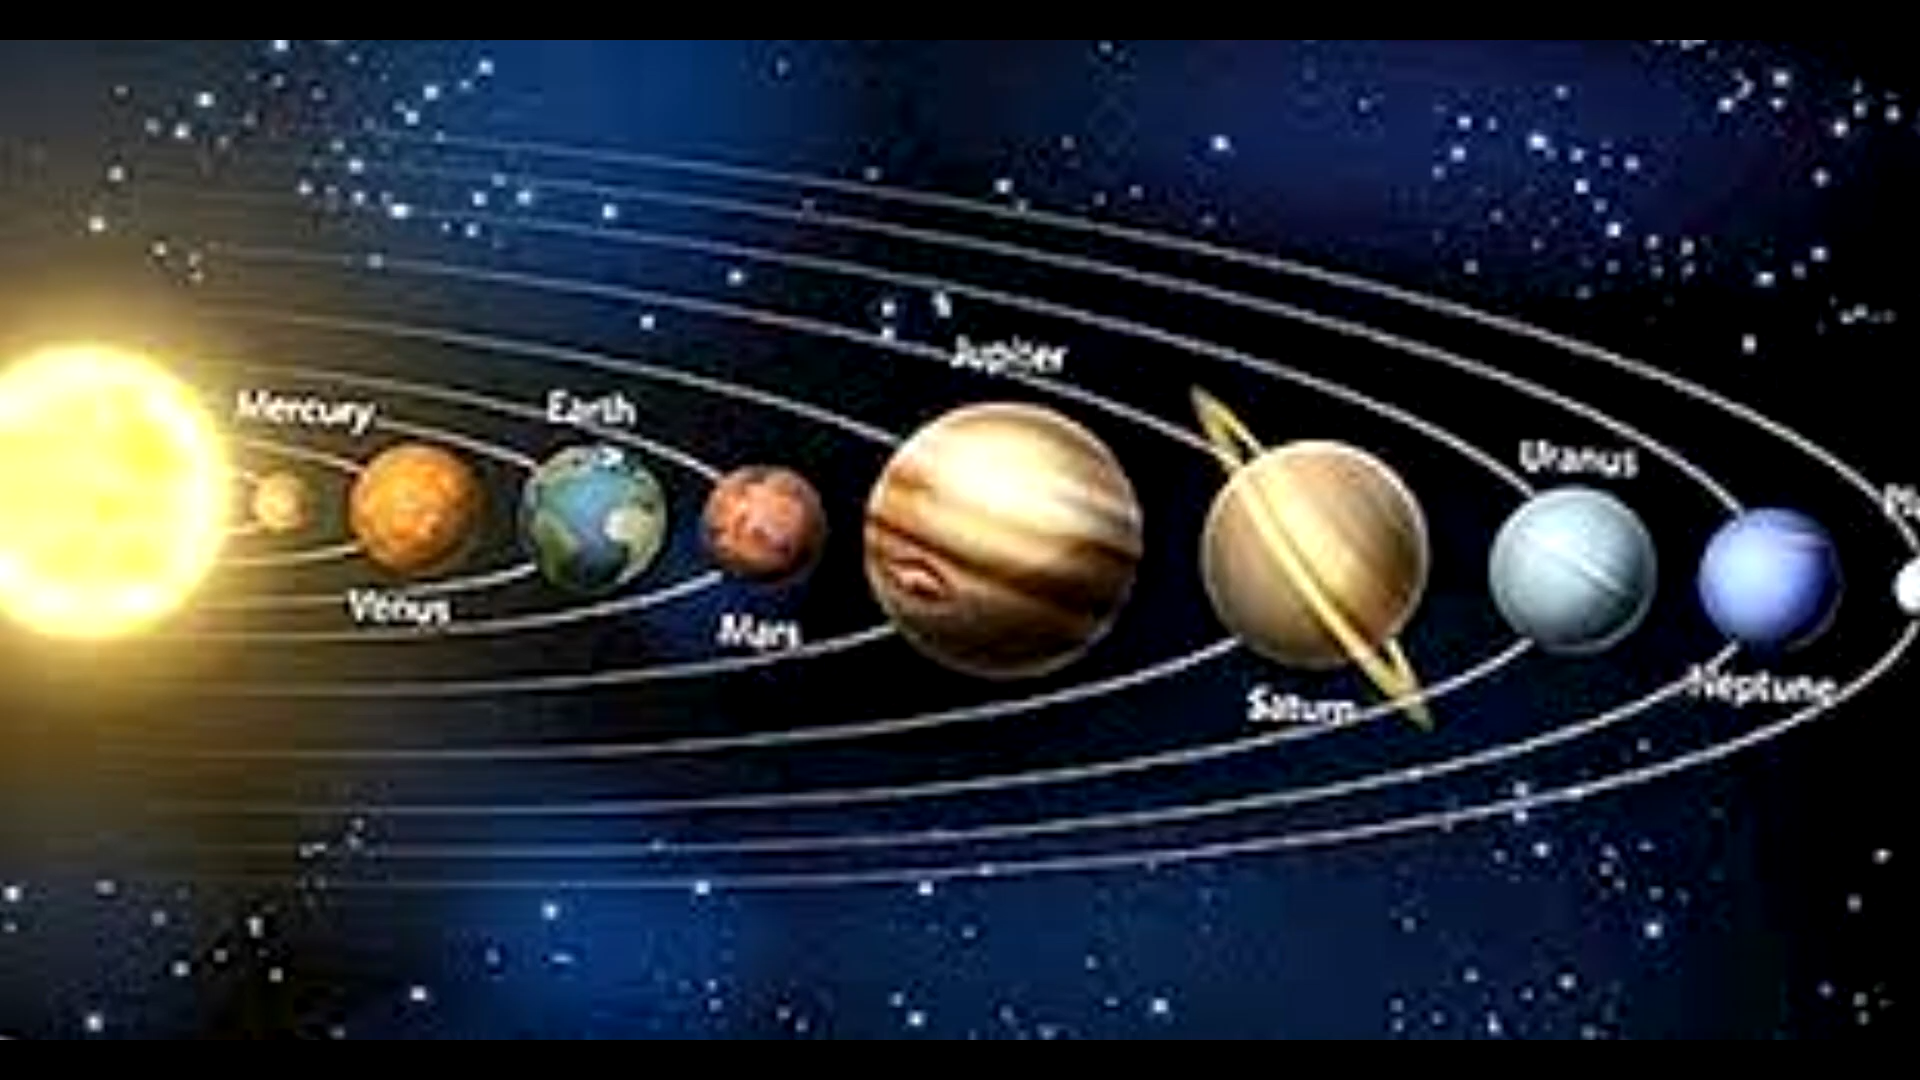 Mercury
Venus
Earth
Mars
Jupiter
Saturn
Uranus
Neptune